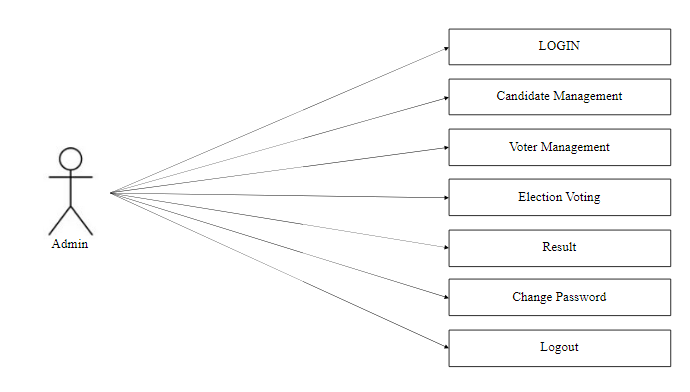 LOGIN
Candidate Management
Voter Management
Election Voting
Admin
Result
Change Password
Logout